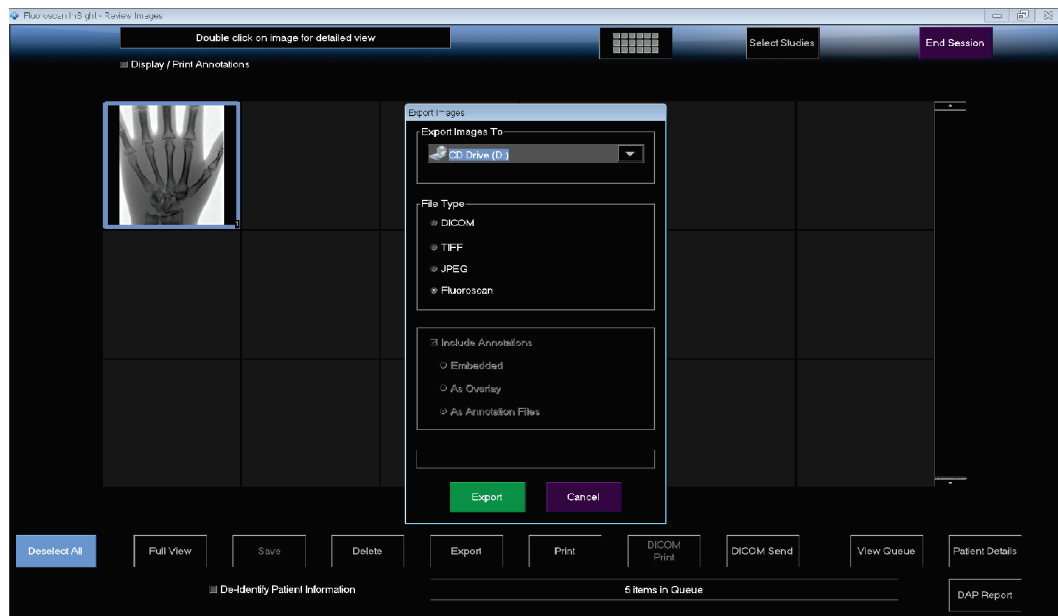 Fluoroscan InSight - Review Images
Double click on image for detailed view
Select Studies
End Session
Display / Print Annotations
Export Images
Export Images To
CD Drive (D:)
File Type
DICOM
TIFF
JPEG
Fluoroscan
Include Annotations
Embedded
As Overlay
As Annotation Files
Export
Cancel
Deselect All
Full View
Save
Delete
Export
Print
DICOM
Print
DICOM Send
View Queue
Patient Details
De-Identify Patient Information
5 items in Queue
DAP Report